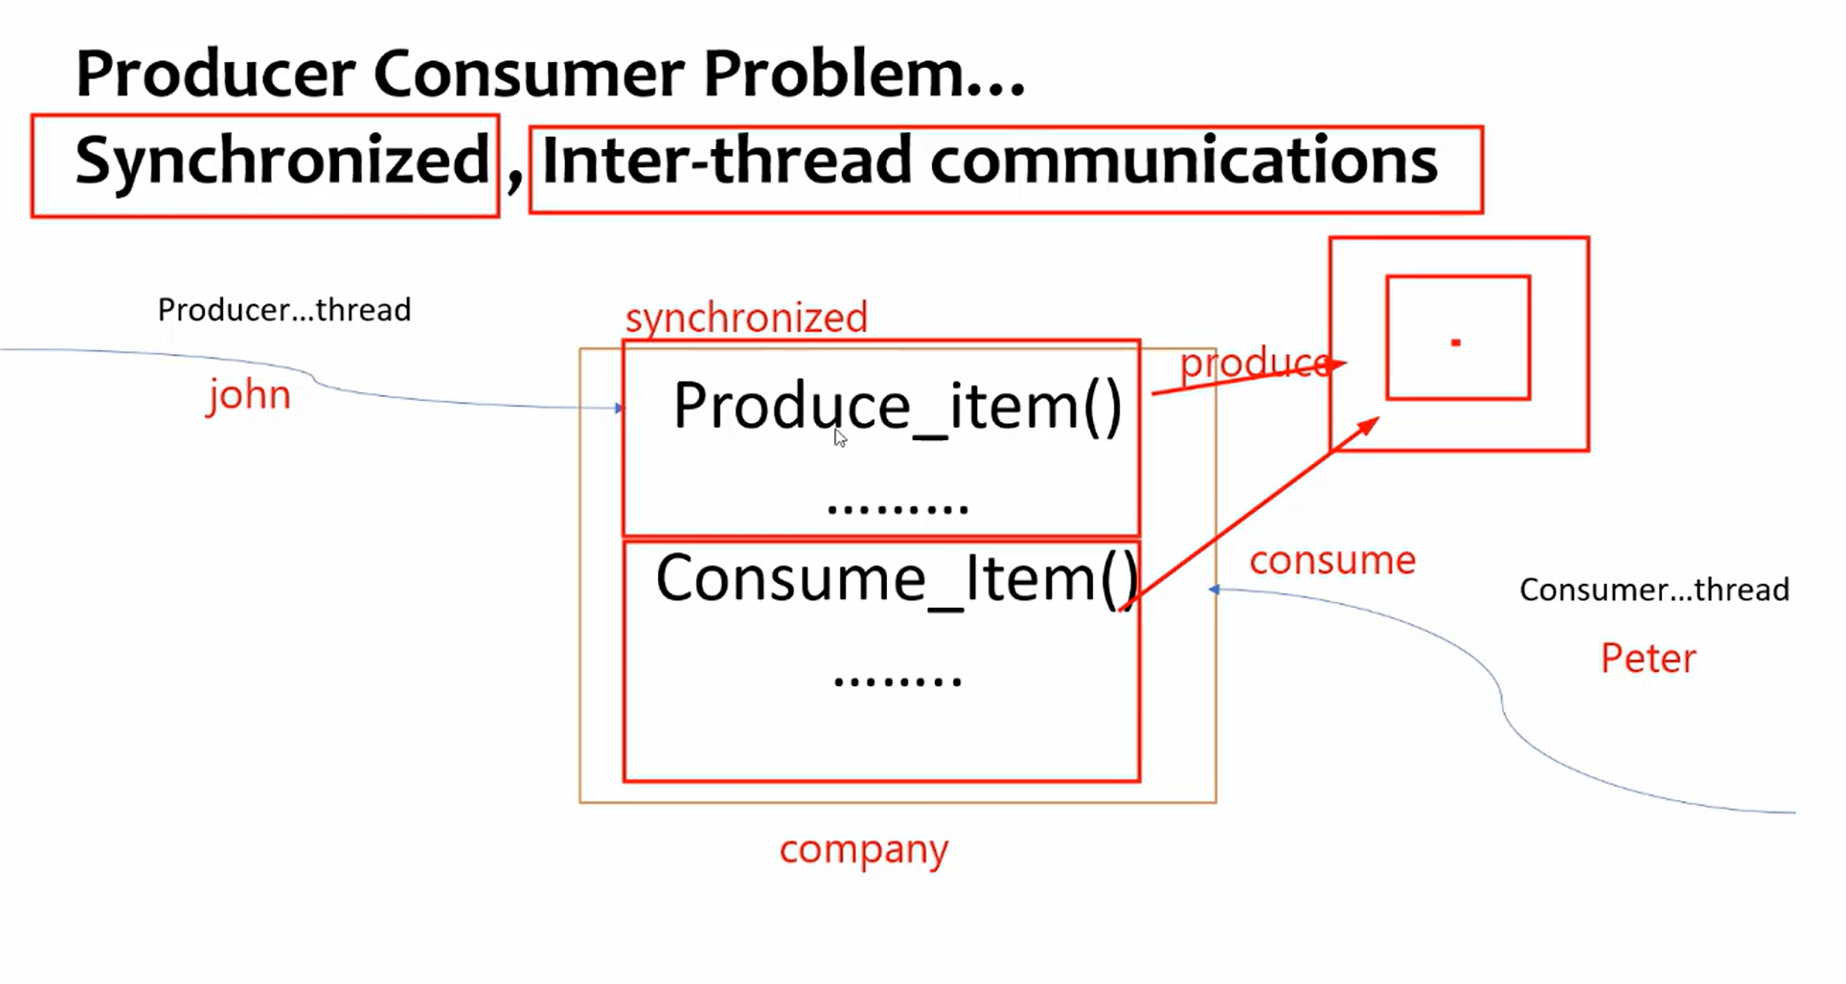 Producer Consumer Problem...
Synchronized , Inter-thread communications
Producer...thread
john
synchronized
Produce_item()
.........
produce
Consume_Item()
........
consume
Consumer...thread
Peter
company